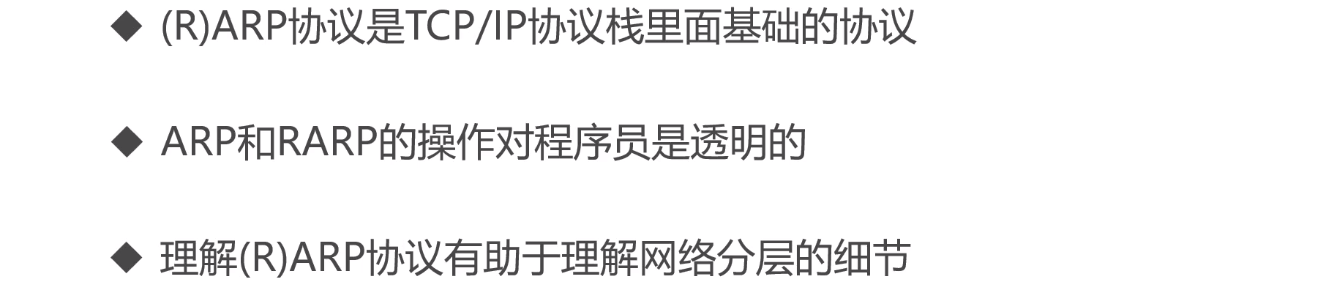 ◆ (R)ARP协议是TCP/IP协议栈里面基础的协议
◆ ARP和RARP的操作对程序员是透明的
◆ 理解(R)ARP协议有助于理解网络分层的细节